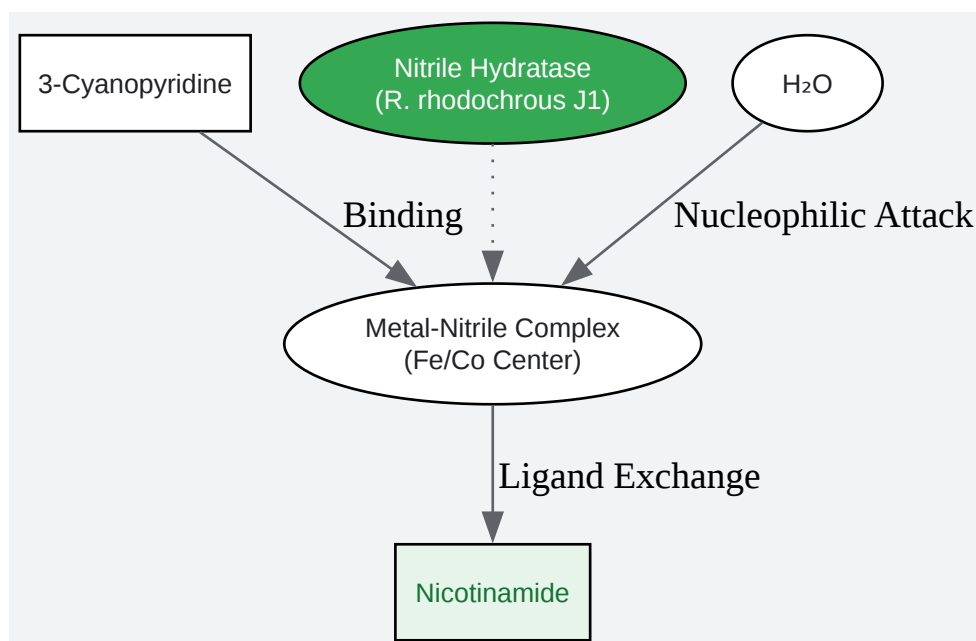 3-Cyanopyridine
Nitrile Hydratase
(R. rhodochrous J1)
H₂O
Binding
Nucleophilic Attack
Metal-Nitrile Complex
(Fe/Co Center)
Ligand Exchange
Nicotinamide